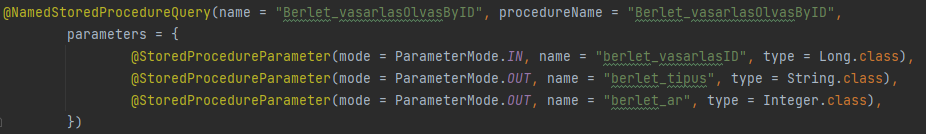 @NamedStoredProcedureQuery(name = "Berlet_vasarlasOlvasByID", procedureName = "Berlet_vasarlasOlvasByID",
parameters = {
@StoredProcedureParameter(mode = ParameterMode.IN, name = "berlet_vasarlasID", type = Long.class),
@StoredProcedureParameter(mode = ParameterMode.OUT, name = "berlet_tipus", type = String.class),
@StoredProcedureParameter(mode = ParameterMode.OUT, name = "berlet_ar", type = Integer.class),
})